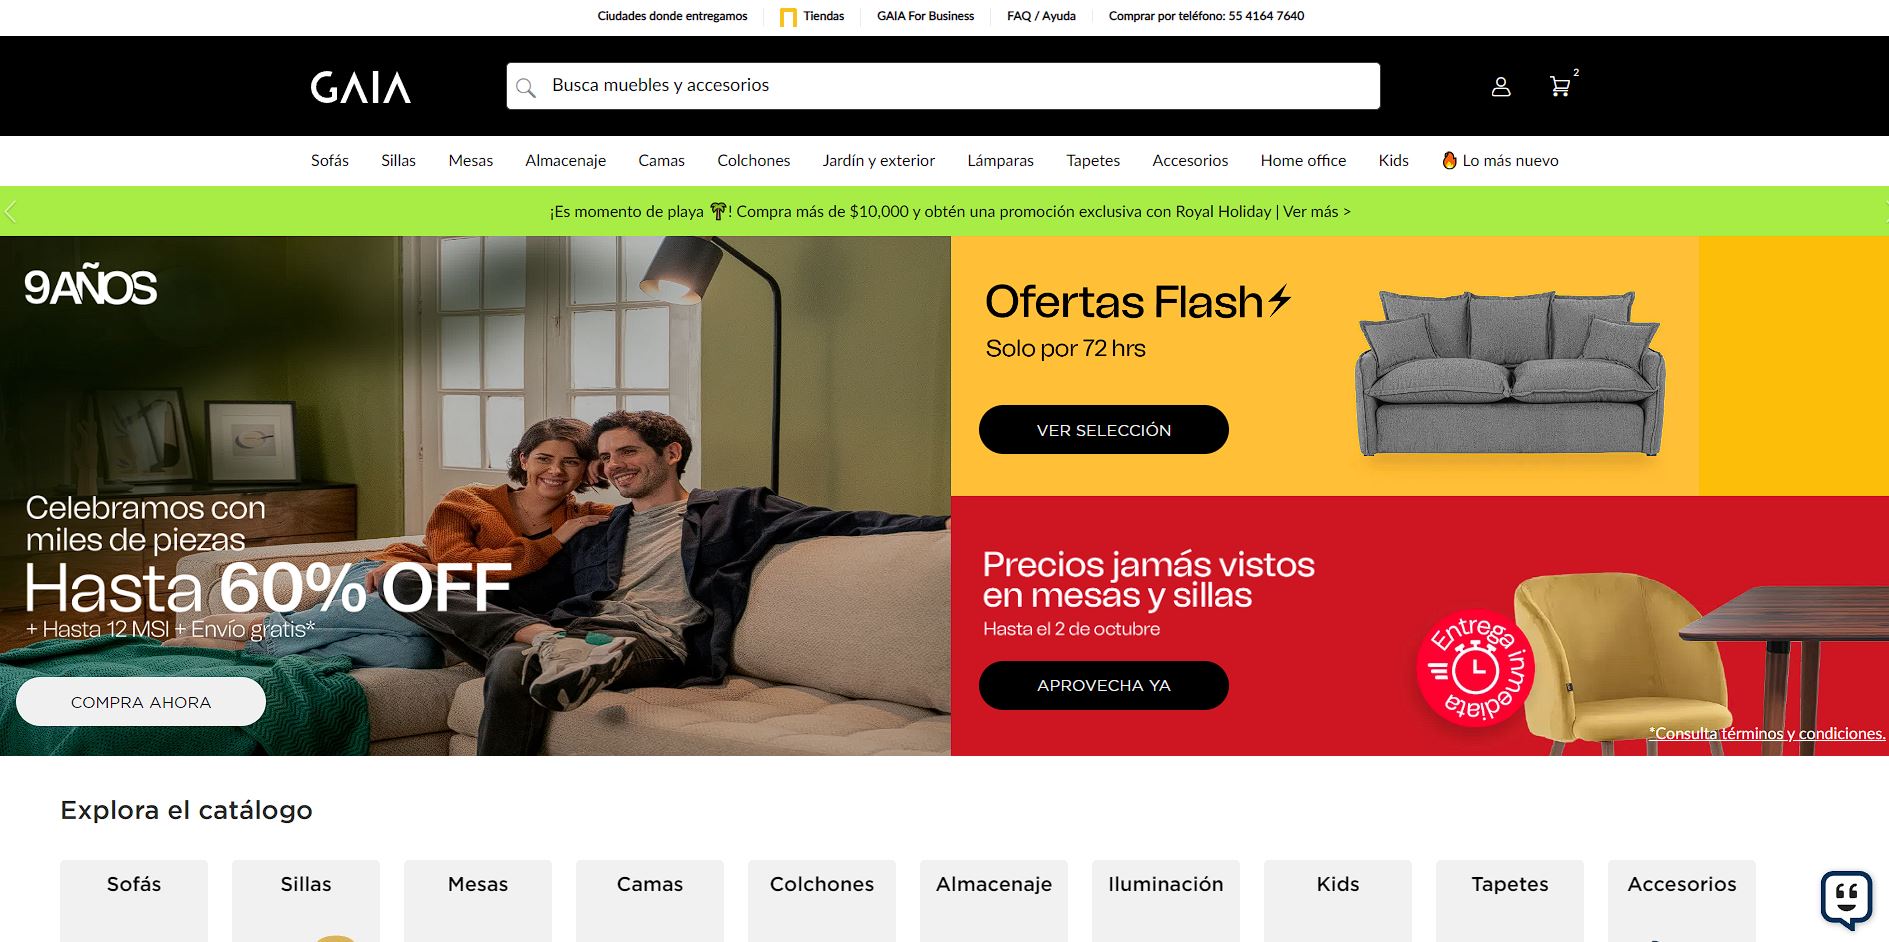 Ciudades donde entregamos
Tiendas
GAIA For Business
FAQ / Ayuda
Comprar por teléfono: 55 4164 7640
GAIA
Busca muebles y accesorios
2
Sofás
Sillas
Mesas
Almacenaje
Camas
Colchones
Jardín y exterior
Lámparas
Tapetes
Accesorios
Home office
Kids
🔥 Lo más nuevo
¡Es momento de playa 🌴! Compra más de $10,000 y obtén una promoción exclusiva con Royal Holiday | Ver más >
9AÑOS
Celebramos con
miles de piezas
Hasta 60% OFF
+ Hasta 12 MSI + Envío gratis*
COMPRA AHORA
Ofertas Flash⚡
Solo por 72 hrs
VER SELECCIÓN
Precios jamás vistos
en mesas y sillas
Hasta el 2 de octubre
APROVECHA YA
Entrega inmediata
*Consulta términos y condiciones.
Explora el catálogo
Sofás
Sillas
Mesas
Camas
Colchones
Almacenaje
Iluminación
Kids
Tapetes
Accesorios